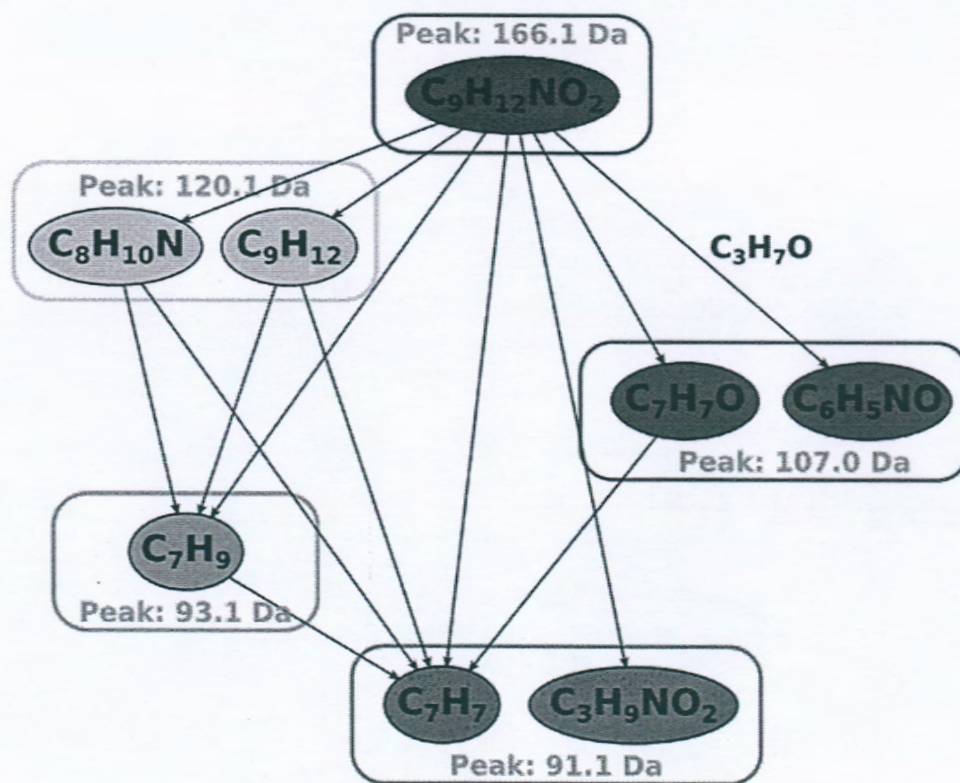 Peak: 166.1 Da
C₉H₁₂NO₂
Peak: 120.1 Da
C₈H₁₀N
C₉H₁₂
C₃H₇O
C₇H₇O
C₆H₅NO
Peak: 107.0 Da
C₇H₉
Peak: 93.1 Da
C₇H₇
C₃H₉NO₂
Peak: 91.1 Da